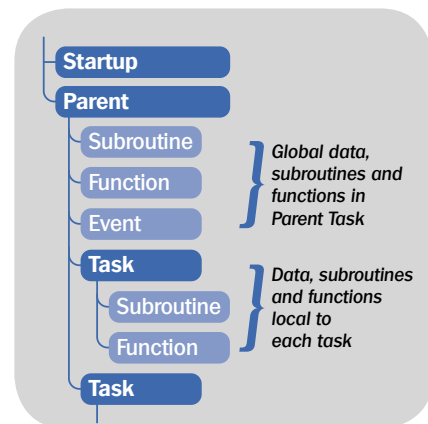 Startup
Parent
Subroutine
Function
Event
Global data,
subroutines and
functions in
Parent Task
Task
Subroutine
Function
Data, subroutines
and functions
local to
each task
Task